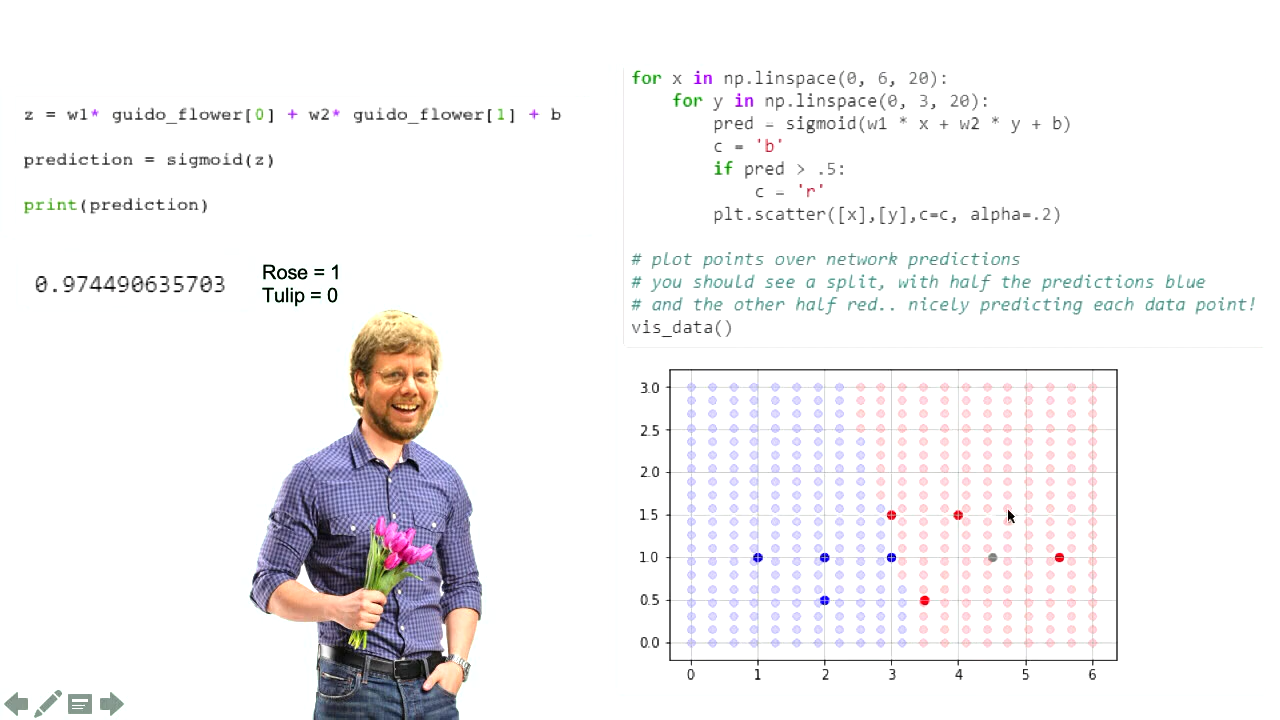 z = w1* guido_flower[0] + w2* guido_flower[1] + b
prediction = sigmoid(z)
print(prediction)
0.974490635703
Rose = 1
Tulip = 0
for x in np.linspace(0, 6, 20):
    for y in np.linspace(0, 3, 20):
        pred = sigmoid(w1 * x + w2 * y + b)
        c = 'b'
        if pred > .5:
            c = 'r'
        plt.scatter([x],[y],c=c, alpha=.2)
# plot points over network predictions
# you should see a split, with half the predictions blue
# and the other half red.. nicely predicting each data point!
vis_data()
3.0
2.5
2.0
1.5
1.0
0.5
0.0
0 1 2 3 4 5 6